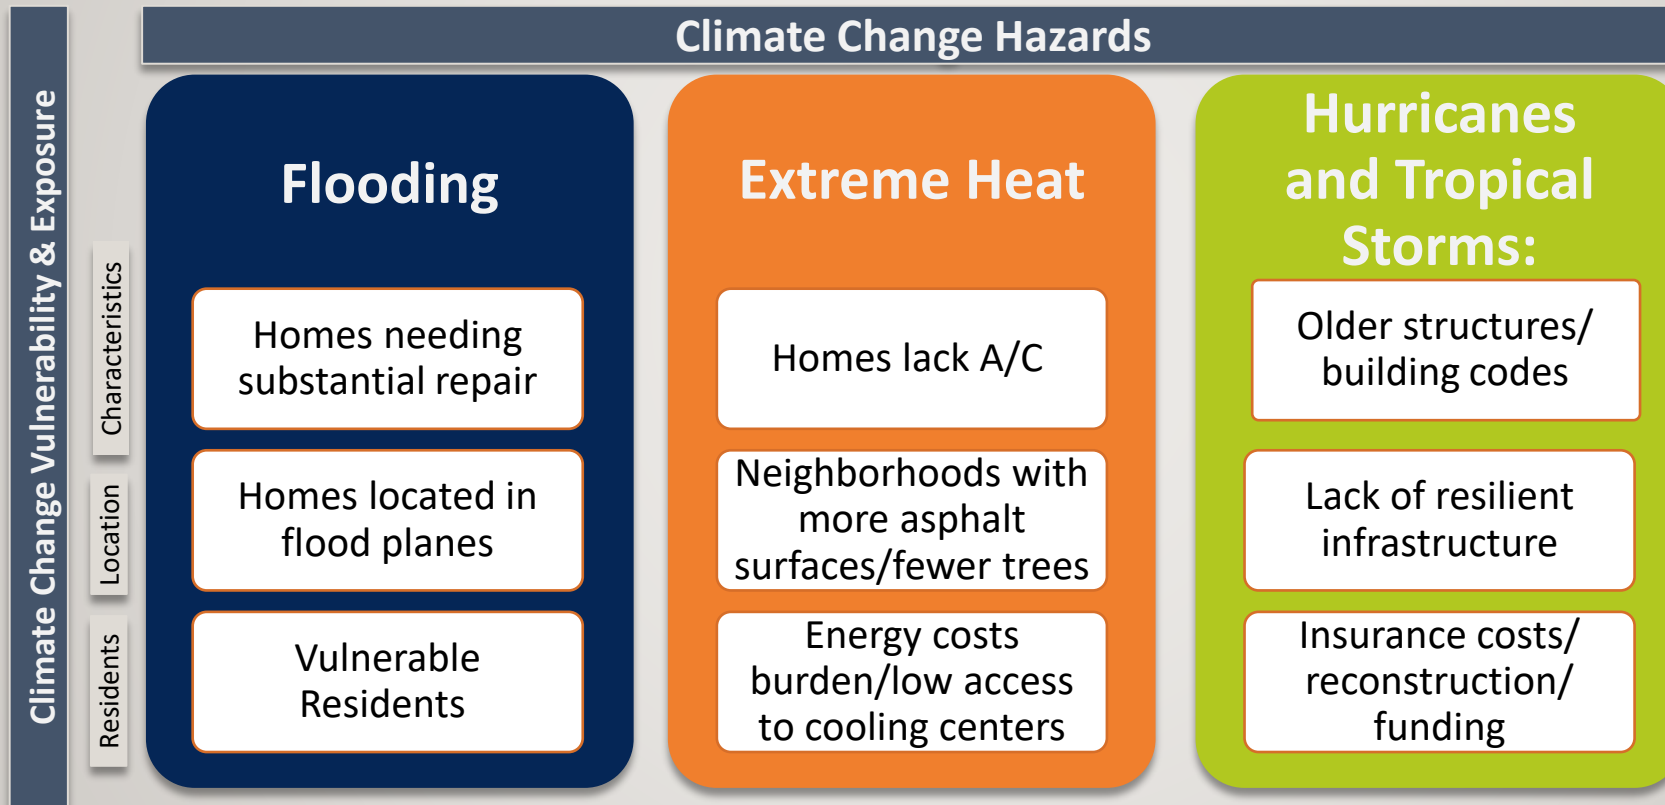 Climate Change Hazards
Climate Change Vulnerability & Exposure
Characteristics
Location
Residents
Flooding
Homes needing
substantial repair
Homes located in
flood planes
Vulnerable
Residents
Extreme Heat
Homes lack A/C
Neighborhoods with
more asphalt
surfaces/fewer trees
Energy costs
burden/low access
to cooling centers
Hurricanes
and Tropical
Storms:
Older structures/
building codes
Lack of resilient
infrastructure
Insurance costs/
reconstruction/
funding